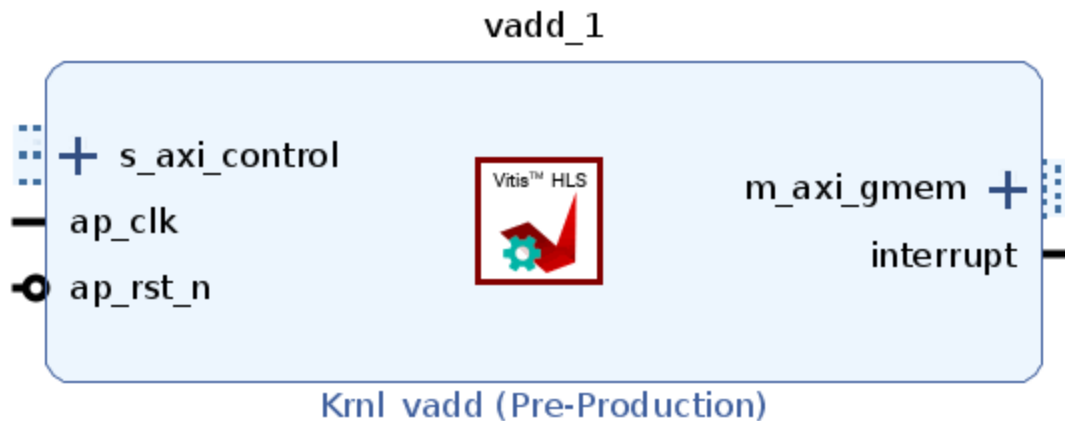 vadd_1
s_axi_control
ap_clk
ap_rst_n
Vitis™ HLS
m_axi_gmem
interrupt
Krnl vadd (Pre-Production)